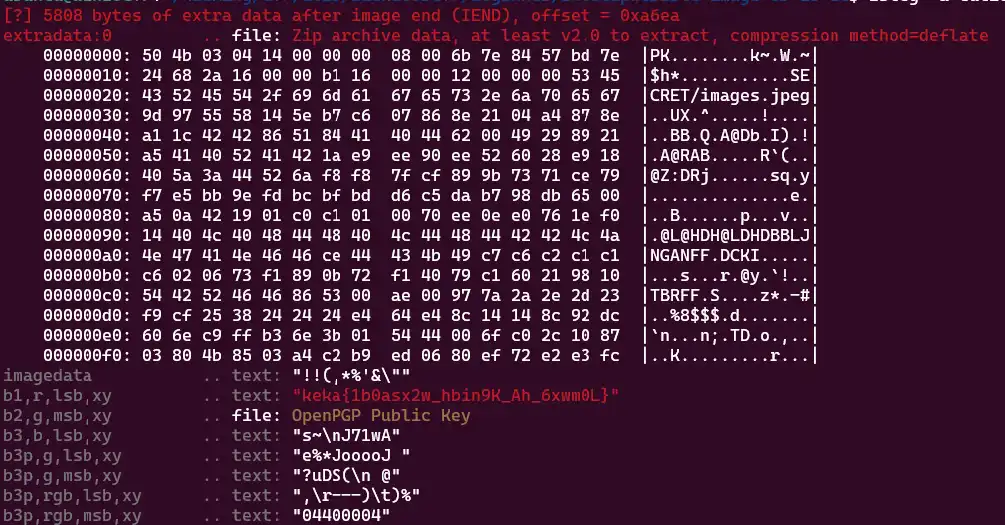 [?] 5808 bytes of extra data after image end (IEND), offset = 0xa6ea
extradata:0 .. file: Zip archive data, at least v2.0 to extract, compression method=deflate
00000000: 50 4b 03 04 14 00 00 00 08 00 6b 7e 84 57 bd 7e |PK........k~.W.~|
00000010: 24 68 2a 16 00 00 b1 16 00 00 12 00 00 00 53 45 |$h*...........SE|
00000020: 43 52 45 54 2f 69 6d 61 67 65 73 2e 6a 70 65 67 |CRET/images.jpeg|
00000030: 9d 97 55 58 14 5e b7 c6 07 86 8e 21 04 a4 87 8e |..UX.^.....!....|
00000040: a1 1c 42 42 86 51 84 41 40 44 62 00 49 29 89 21 |..BB.Q.A@Db.I).!|
00000050: a5 41 40 52 41 42 1a e9 ee 90 ee 52 60 28 e9 18 |.A@RAB.....R`(..|
00000060: 40 5a 3a 44 52 6a f8 f8 7f cf 89 9b 73 71 ce 79 |@Z:DRj......sq.y|
00000070: f7 e5 bb 9e fd bc bf bd d6 c5 da b7 98 db 65 00 |..............e.|
00000080: a5 0a 42 19 01 c0 c1 01 00 70 ee 0e e0 76 1e f0 |..B......p...v..|
00000090: 14 40 4c 40 48 44 48 40 4c 44 48 44 42 42 4c 4a |.@L@HDH@LDHDBBLJ|
000000a0: 4e 47 41 4e 46 46 ce 44 43 4b 49 c7 c6 c2 c1 c1 |NGANFF.DCKI.....|
000000b0: c6 02 06 73 f1 89 0b 72 f1 40 79 c1 60 21 98 10 |...s...r.@y.`!..|
000000c0: 54 42 52 46 46 86 53 00 ae 00 97 7a 2a 2e 2d 23 |TBRFF.S....z*.-#|
000000d0: f9 cf 25 38 24 24 24 e4 64 e4 8c 14 14 8c 92 dc |..%8$$$.d.......|
000000e0: 60 6e c9 ff b3 6e 3b 01 54 44 00 6f c0 2c 10 87 |`n...n;.TD.o.,..|
000000f0: 03 80 4b 85 03 a4 c2 b9 ed 06 80 ef 72 e2 e3 fc |..K.........r...|
imagedata .. text: "!!(,*%'&\""
b1,r,lsb,xy .. text: "keka{1b0asx2w_hbin9K_Ah_6xwm0L}"
b2,g,msb,xy .. file: OpenPGP Public Key
b3,b,lsb,xy .. text: "s~\nJ71wA"
b3p,g,lsb,xy .. text: "e%*JooooJ "
b3p,g,msb,xy .. text: "?uDS(\n @"
b3p,rgb,lsb,xy .. text: ",\r---)\t)%"
b3p,rgb,msb,xy .. text: "04400004"